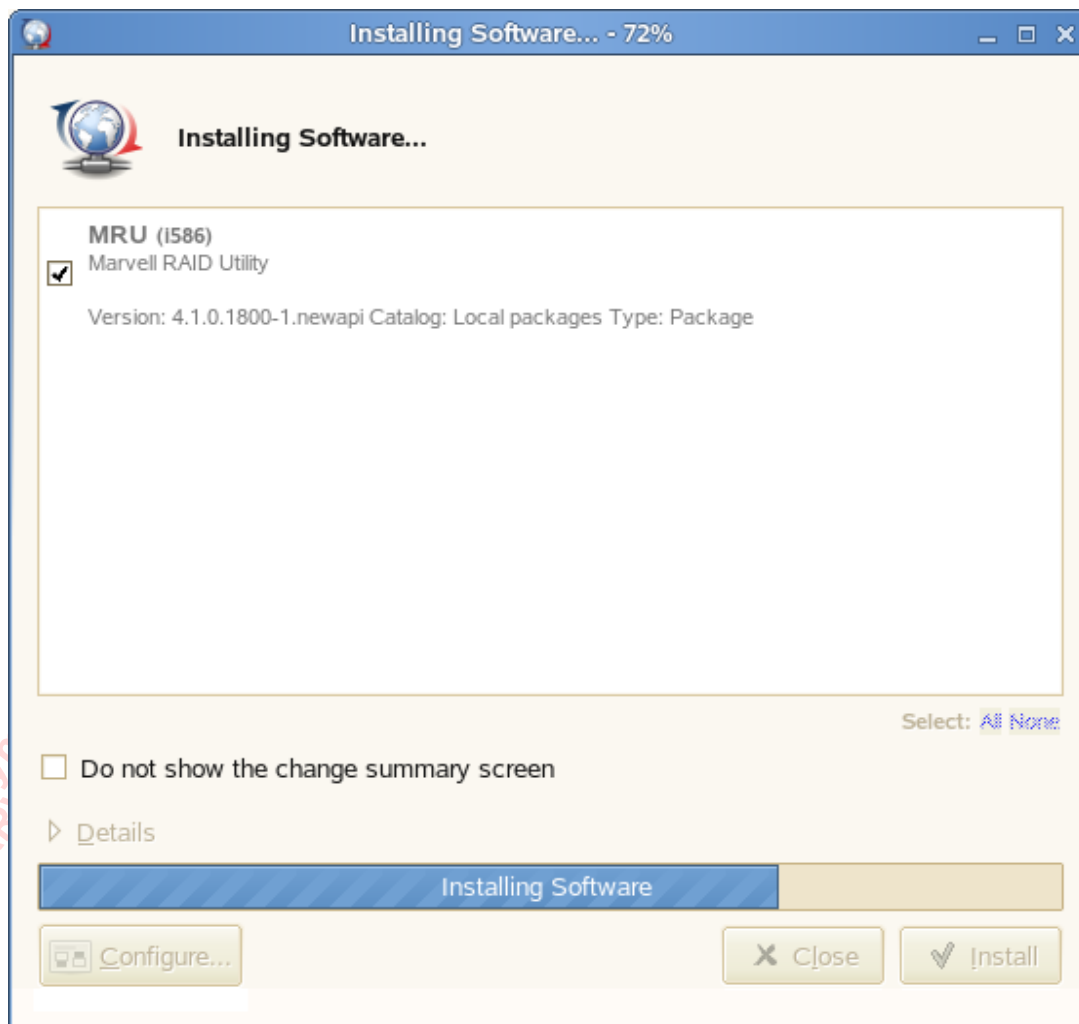 Installing Software... - 72%
Installing Software...
MRU (i586)
Marvell RAID Utility
Version: 4.1.0.1800-1.newapi Catalog: Local packages Type: Package
Select: All None
Do not show the change summary screen
Details
Installing Software
Configure...
Close
Install